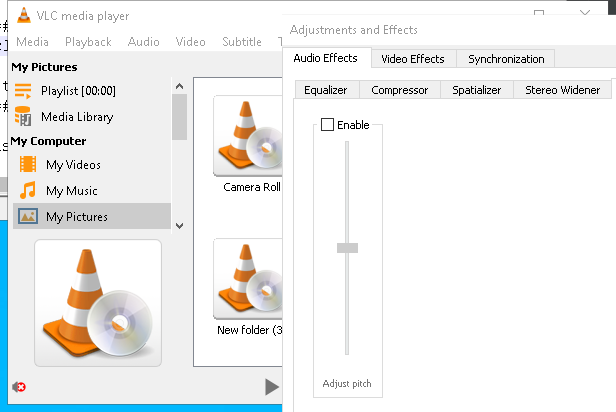 VLC media player
Media Playback Audio Video Subtitle T
My Pictures
Playlist [00:00]
Media Library
My Computer
My Videos
My Music
My Pictures
Camera Roll
New folder (3
Adjustments and Effects
Audio Effects Video Effects Synchronization
Equalizer Compressor Spatializer Stereo Widener
Enable
Adjust pitch